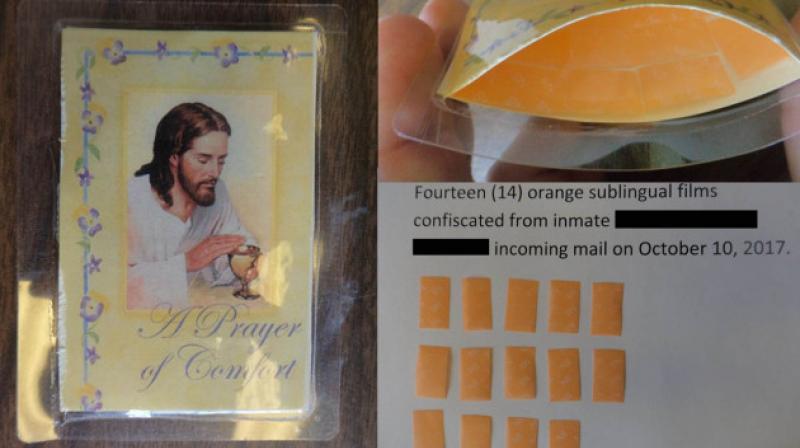 A Prayer
of Comfort
Fourteen (14) orange sublingual films
confiscated from inmate
incoming mail on October 10, 2017.